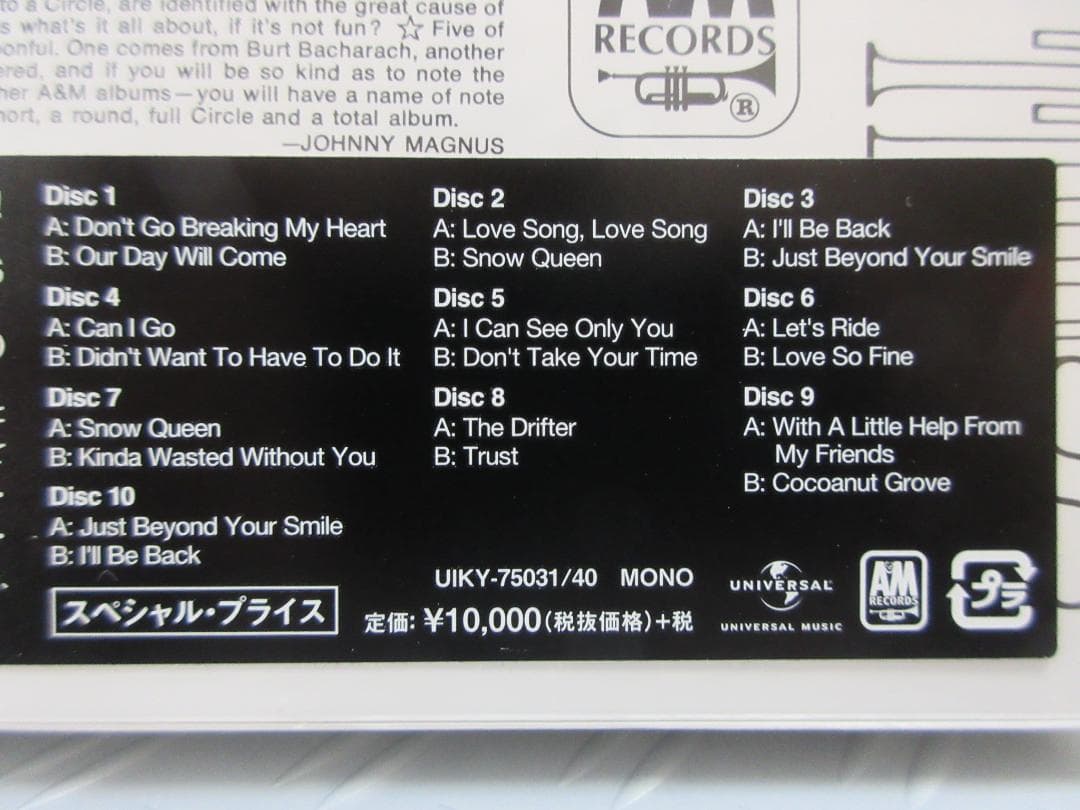 to a Circle, are identified with the great cause of
s what's it all about, if it's not fun? ☆ Five of
oonful. One comes from Burt Bacharach, another
ered, and if you will be so kind as to note the
her A&M albums—you will have a name of note
hort, a round, full Circle and a total album.
—JOHNNY MAGNUS
AM
RECORDS
®
Disc 1
A: Don't Go Breaking My Heart
B: Our Day Will Come
Disc 2
A: Love Song, Love Song
B: Snow Queen
Disc 3
A: I'll Be Back
B: Just Beyond Your Smile
Disc 4
A: Can I Go
B: Didn't Want To Have To Do It
Disc 5
A: I Can See Only You
B: Don't Take Your Time
Disc 6
A: Let's Ride
B: Love So Fine
Disc 7
A: Snow Queen
B: Kinda Wasted Without You
Disc 8
A: The Drifter
B: Trust
Disc 9
A: With A Little Help From
My Friends
B: Cocoanut Grove
Disc 10
A: Just Beyond Your Smile
B: I'll Be Back
UIKY-75031/40 MONO
スペシャル・プライス
定価: ¥10,000(税抜価格)+税
UNIVERSAL
UNIVERSAL MUSIC
AM
RECORDS
プラ